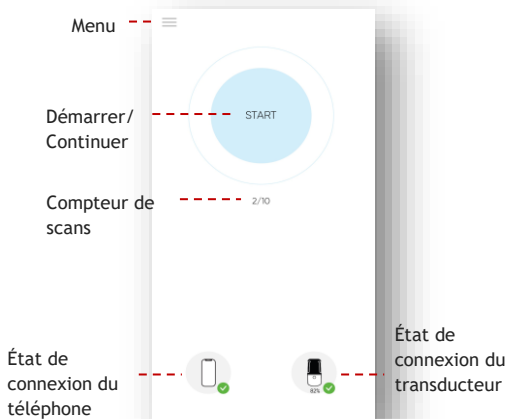 Menu
START
Démarrer/
Continuer
Compteur de
scans
2/10
État de
connexion du
téléphone
82%
État de
connexion du
transducteur